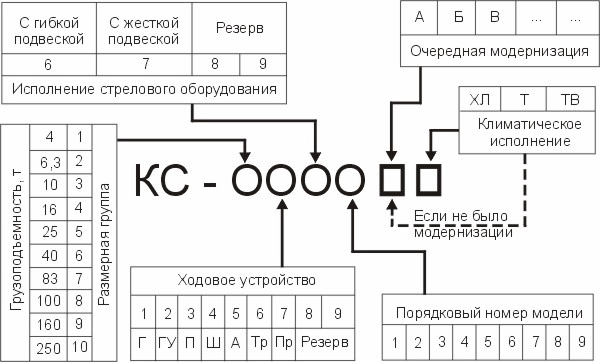 С гибкой подвеской
С жесткой подвеской
Резерв
6 7 8 9
Исполнение стрелового оборудования
А Б В ... ...
Очередная модернизация
ХЛ Т ТВ
Климатическое исполнение
Грузоподъемность, т
Размерная группа
4 1
6,3 2
10 3
16 4
25 5
40 6
83 7
100 8
160 9
250 10
КС - ОООО
Если не было модернизации
Ходовое устройство
1 2 3 4 5 6 7 8 9
Г ГУ П Ш А Тр Пр Резерв
Порядковый номер модели
1 2 3 4 5 6 7 8 9